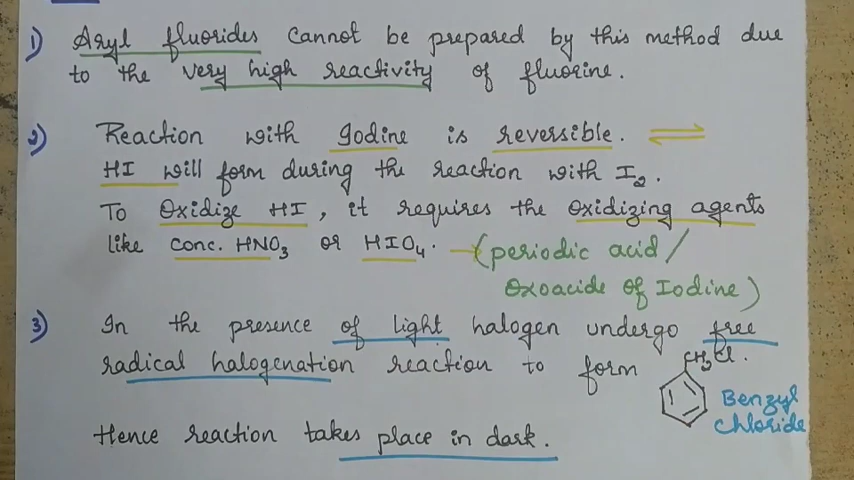 1) Aryl fluorides cannot be prepared by this method due
to the very high reactivity of fluorine.
2) Reaction with Iodine is reversible. ⇌
HI will form during the reaction with I₂.
To Oxidize HI, it requires the oxidizing agents
like Conc. HNO₃ or HIO₄. → (periodic acid/
Oxoacide of Iodine)
3) In the presence of light halogen undergo free
radical halogenation reaction to form CH₂Cl.
Benzyl
Chloride
Hence reaction takes place in dark.